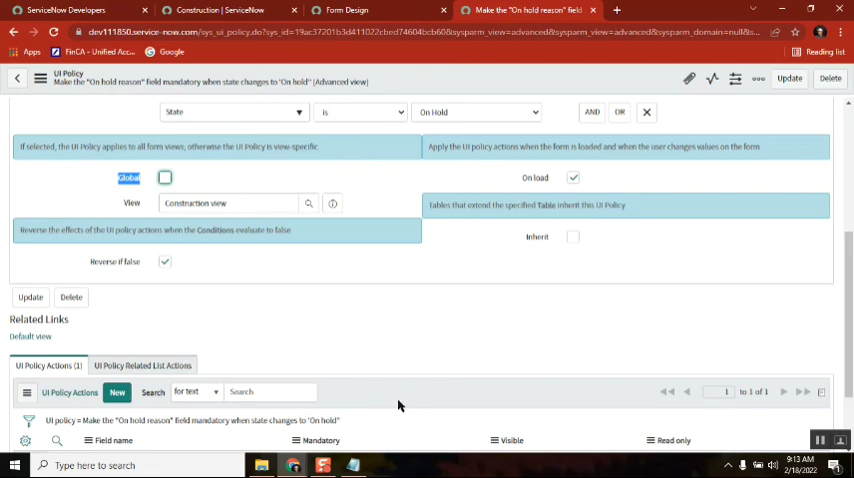 ServiceNow Developers
Construction | ServiceNow
Form Design
Make the "On hold reason" field
dev111850.service-now.com/sys_ui_policy.do?sys_id=19ac37201b3d411022cbed74604bcb60&sysparm_view=advanced&sysparm_domain=null&s...
Apps
FinCA - Unified Acc...
Google
Reading list
UI Policy
Make the "On hold reason" field mandatory when state changes to 'On hold' (Advanced view)
Update
Delete
State
is
On Hold
AND
OR
If selected, the UI Policy applies to all form views; otherwise the UI Policy is view-specific
Apply the UI policy actions when the form is loaded and when the user changes values on the form
Global
On load
View
Construction view
Tables that extend the specified Table inherit this UI Policy
Reverse the effects of the UI policy actions when the Conditions evaluate to false
Inherit
Reverse if false
Update
Delete
Related Links
Default view
UI Policy Actions (1)
UI Policy Related List Actions
UI Policy Actions
New
Search
for text
Search
1
to 1 of 1
UI policy = Make the "On hold reason" field mandatory when state changes to 'On hold'
Field name
Mandatory
Visible
Read only
Type here to search
9:13 AM
2/18/2022